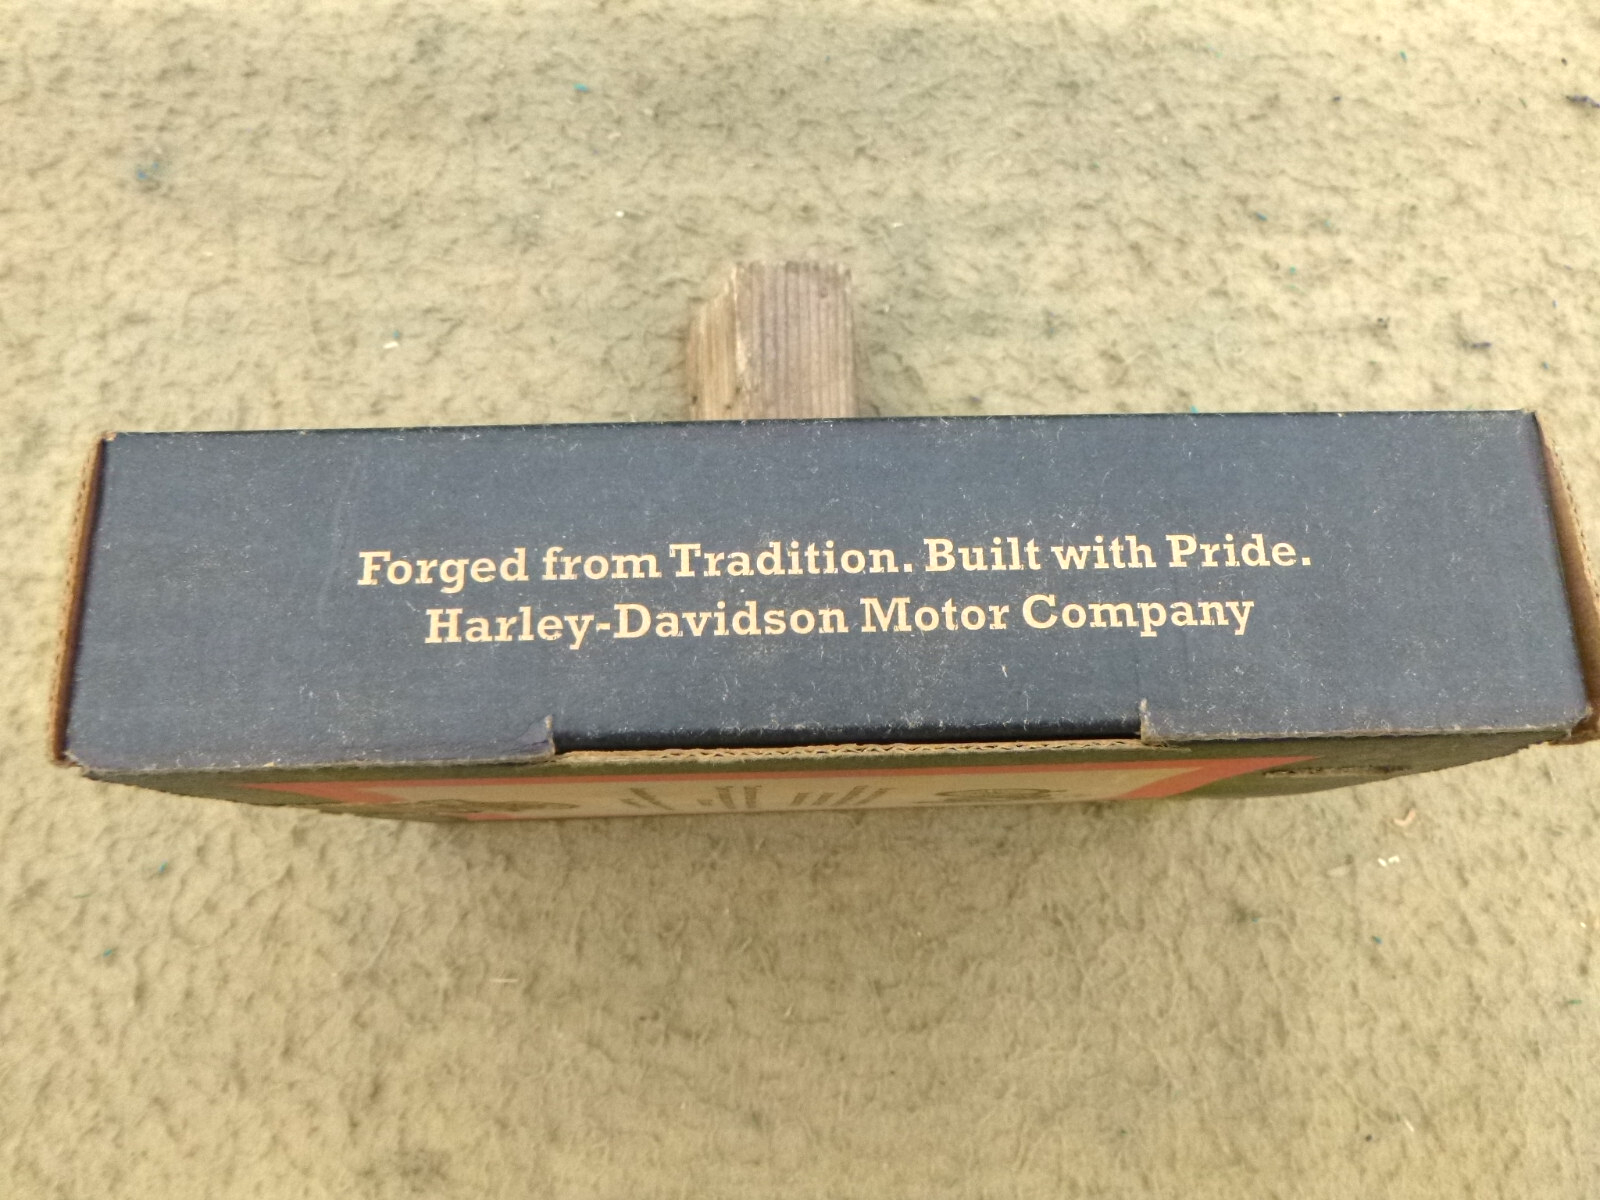 Forged from Tradition. Built with Pride.
Harley-Davidson Motor Company